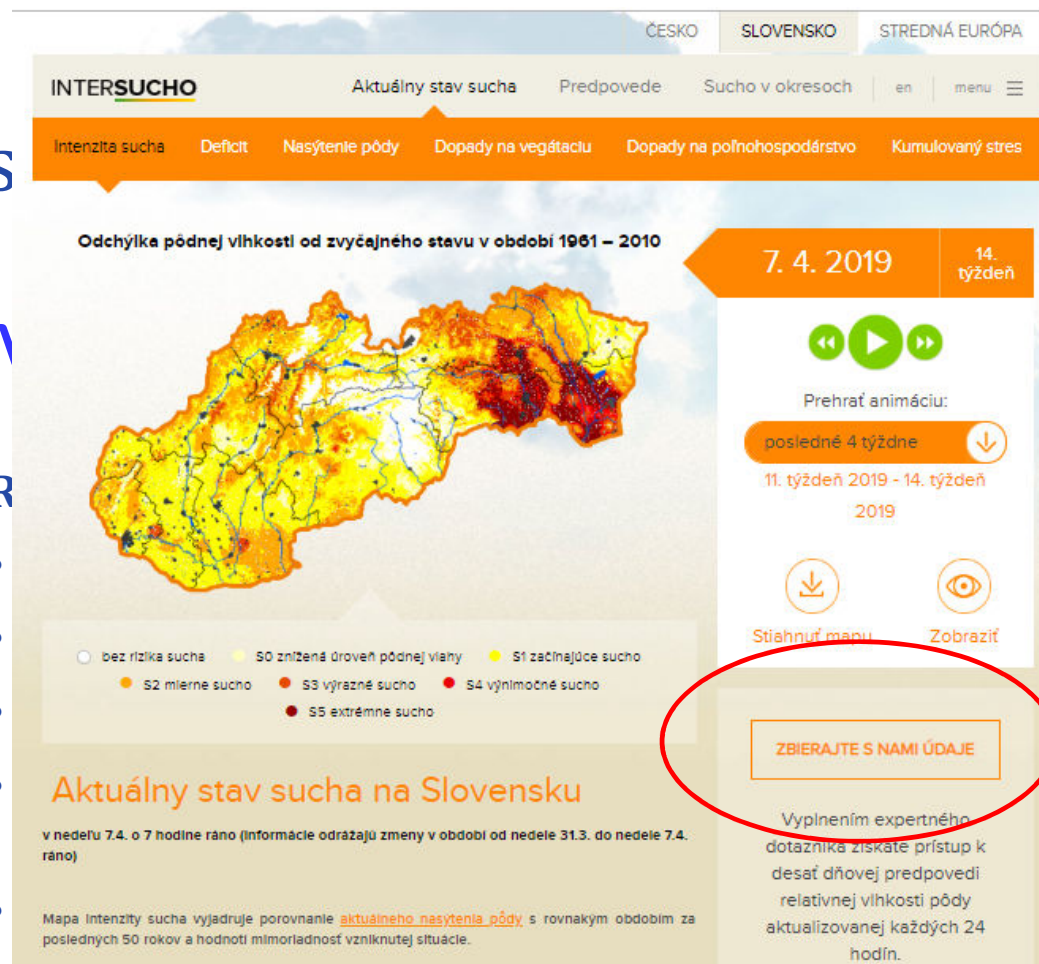 ČESKO SLOVENSKO STREDNÁ EURÓPA
INTERSUCHO Aktuálny stav sucha Predpovede Sucho v okresoch en menu
Intenzita sucha Deficit Nasýtenie pôdy Dopady na vegetáciu Dopady na poľnohospodárstvo Kumulovaný stres
S
Odchýlka pôdnej vlhkosti od zvyčajného stavu v období 1961 – 2010
7. 4. 2019 14. týždeň
Prehrať animáciu:
posledné 4 týždne
R
11. týždeň 2019 - 14. týždeň
2019
Stiahnuť mapu Zobraziť
bez rizika sucha S0 znížená úroveň pôdnej vlahy S1 začínajúce sucho
S2 mierne sucho S3 výrazné sucho S4 výnimočné sucho
S5 extrémne sucho
ZBIERAJTE S NAMI ÚDAJE
Aktuálny stav sucha na Slovensku
v nedeľu 7.4. o 7 hodine ráno (informácie odrážajú zmeny v období od nedele 31.3. do nedele 7.4.
ráno)
Mapa intenzity sucha vyjadruje porovnanie aktuálneho nasýtenia pôdy s rovnakým obdobím za
posledných 50 rokov a hodnotí mimoriadnosť vzniknutej situácie.
Vyplnením expertného
dotazníka získate prístup k
desať dňovej predpovedi
relatívnej vlhkosti pôdy
aktualizovanej každých 24
hodín.